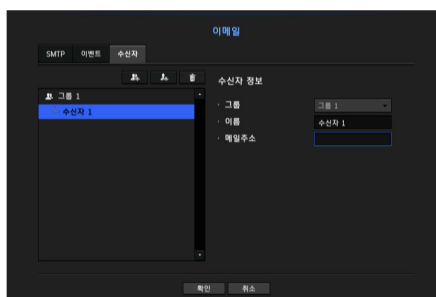 이메일
SMTP 이벤트 수신자
수신자 정보
그룹 1
수신자 1
그룹 그룹 1
이름 수신자 1
메일주소
확인 취소